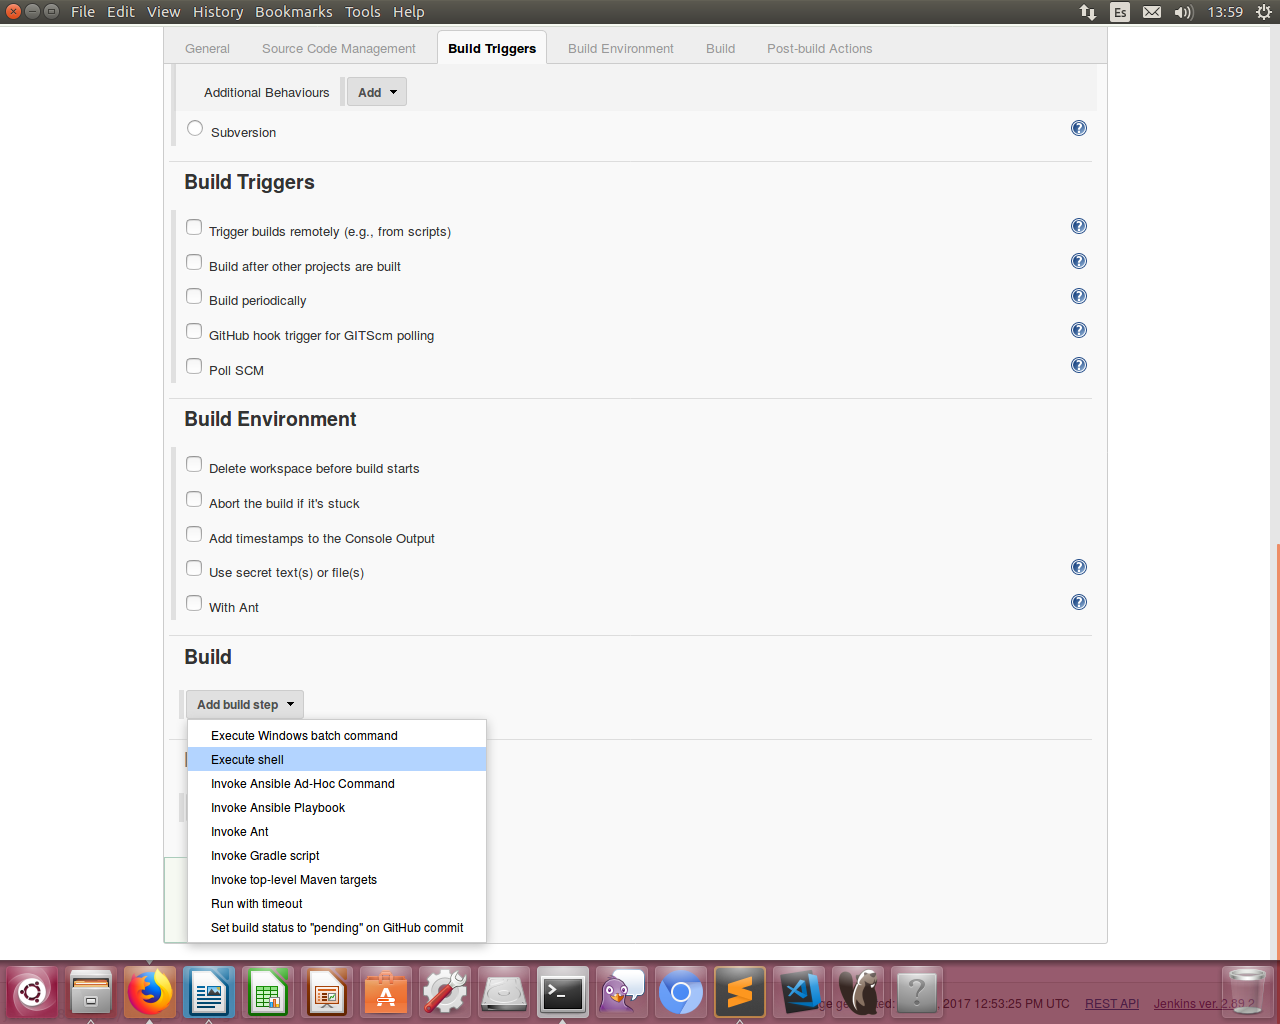 File Edit View History Bookmarks Tools Help Es 13:59
General Source Code Management Build Triggers Build Environment Build Post-build Actions
Additional Behaviours Add
Subversion
Build Triggers
Trigger builds remotely (e.g., from scripts)
Build after other projects are built
Build periodically
GitHub hook trigger for GITScm polling
Poll SCM
Build Environment
Delete workspace before build starts
Abort the build if it's stuck
Add timestamps to the Console Output
Use secret text(s) or file(s)
With Ant
Build
Add build step
Execute Windows batch command
Execute shell
Invoke Ansible Ad-Hoc Command
Invoke Ansible Playbook
Invoke Ant
Invoke Gradle script
Invoke top-level Maven targets
Run with timeout
Set build status to "pending" on GitHub commit
2017 12:53:25 PM UTC REST API Jenkins ver. 2.89.2